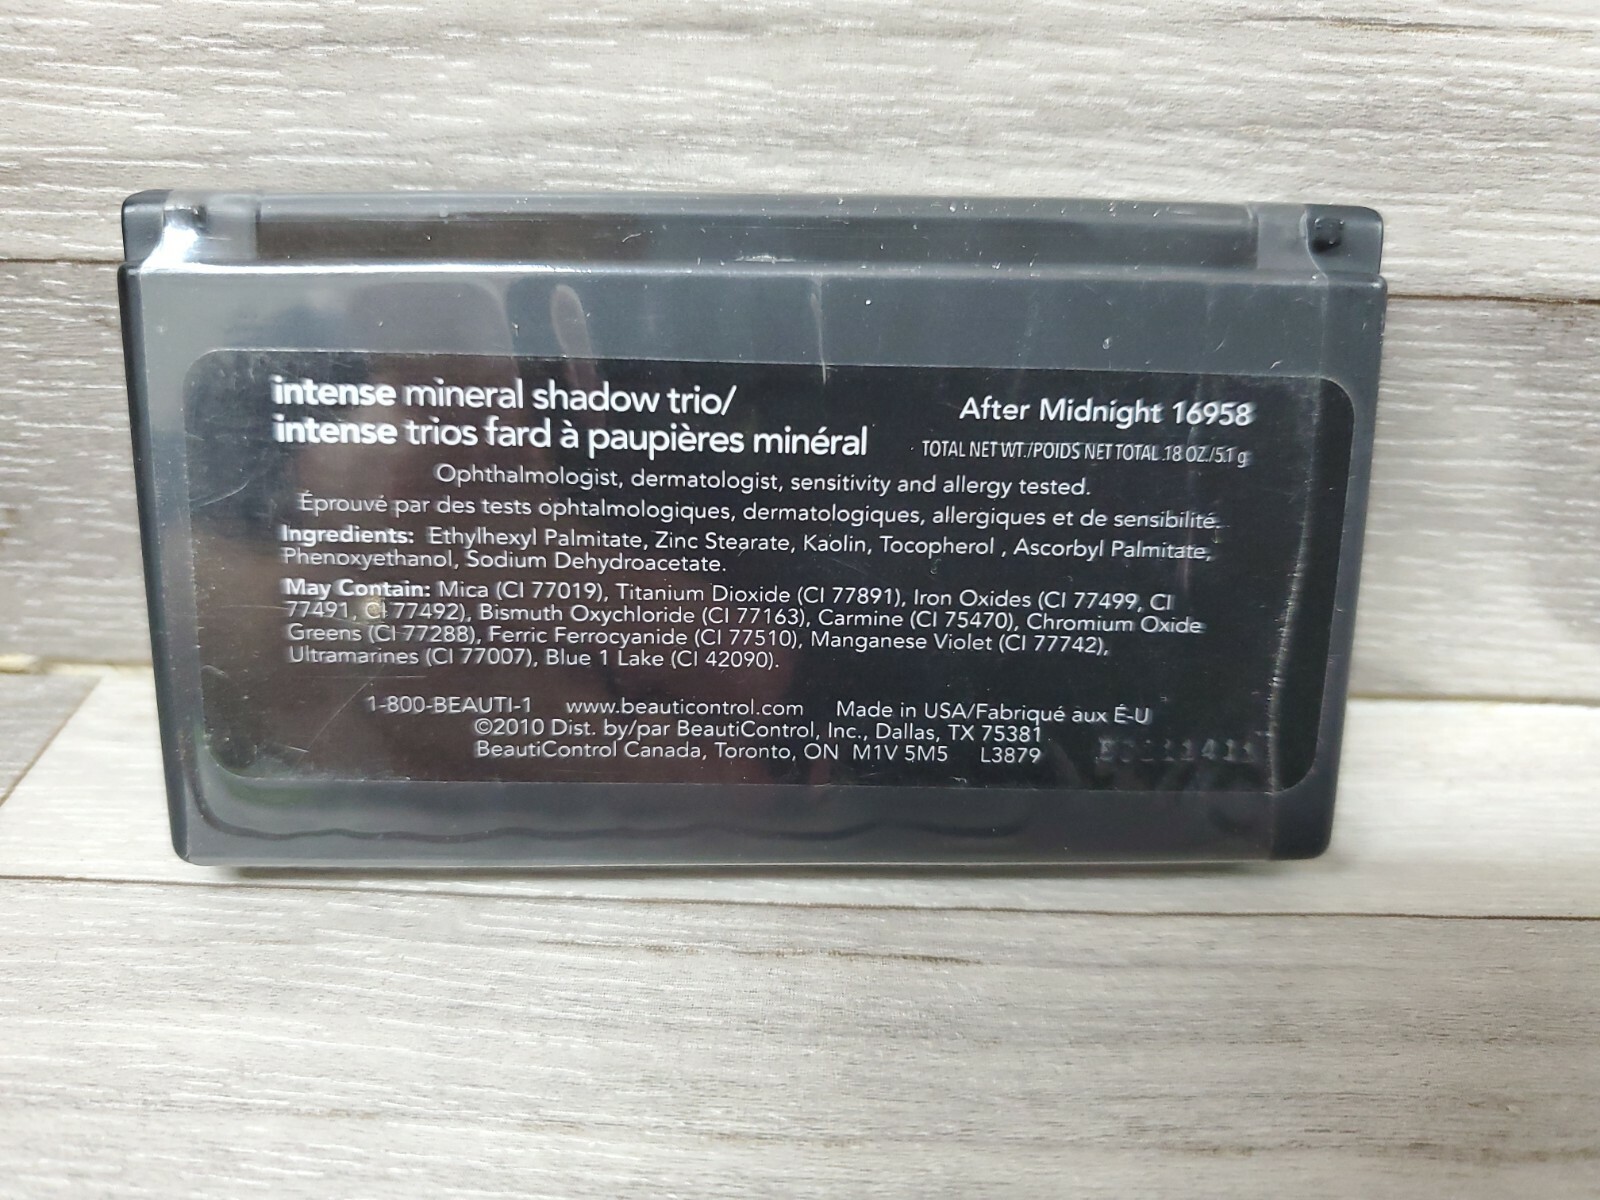 intense mineral shadow trio/
intense trios fard à paupières minéral
After Midnight 16958
TOTAL NET WT./POIDS NET TOTAL .18 OZ./5.1 g
Ophthalmologist, dermatologist, sensitivity and allergy tested.
Éprouvé par des tests ophtalmologiques, dermatologiques, allergiques et de sensibilité.
Ingredients: Ethylhexyl Palmitate, Zinc Stearate, Kaolin, Tocopherol , Ascorbyl Palmitate,
Phenoxyethanol, Sodium Dehydroacetate.
May Contain: Mica (CI 77019), Titanium Dioxide (CI 77891), Iron Oxides (CI 77499, CI
77491, CI 77492), Bismuth Oxychloride (CI 77163), Carmine (CI 75470), Chromium Oxide
Greens (CI 77288), Ferric Ferrocyanide (CI 77510), Manganese Violet (CI 77742),
Ultramarines (CI 77007), Blue 1 Lake (CI 42090).
1-800-BEAUTI-1 www.beauticontrol.com Made in USA/Fabriqué aux É-U
©2010 Dist. by/par BeautiControl, Inc., Dallas, TX 75381
BeautiControl Canada, Toronto, ON M1V 5M5 L3879